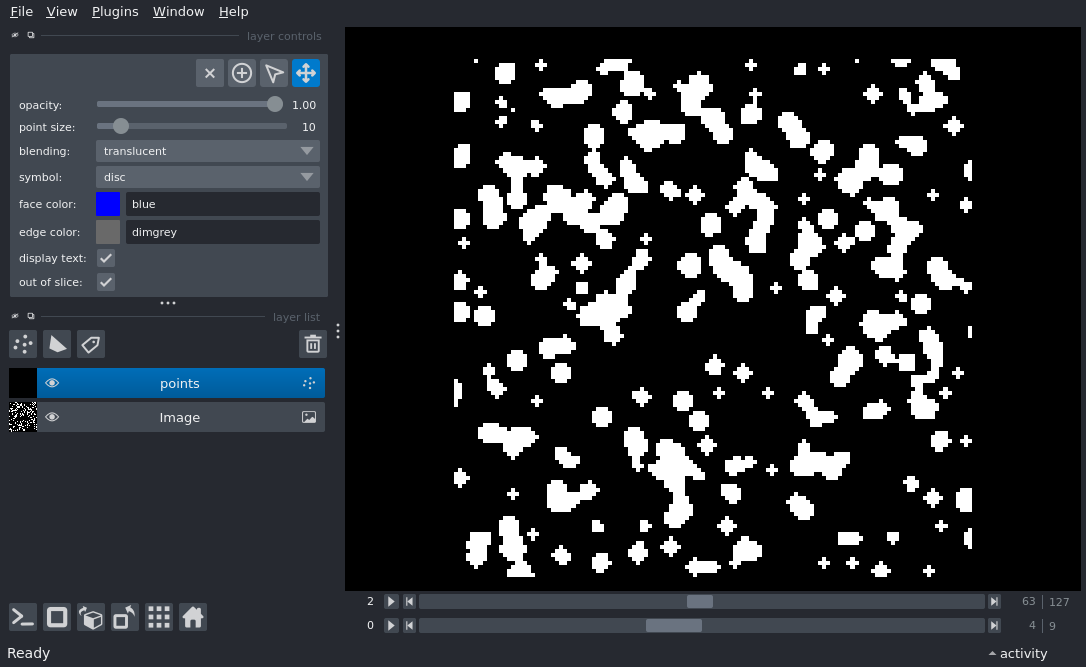 File View Plugins Window Help
layer controls
opacity: 1.00
point size: 10
blending: translucent
symbol: disc
face color: blue
edge color: dimgrey
display text:
out of slice:
layer list
points
Image
2 63 127
0 4 9
Ready activity